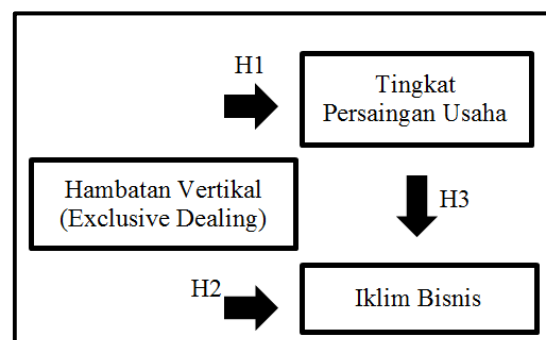 H1
Tingkat
Persaingan Usaha
Hambatan Vertikal
(Exclusive Dealing)
H3
H2
Iklim Bisnis